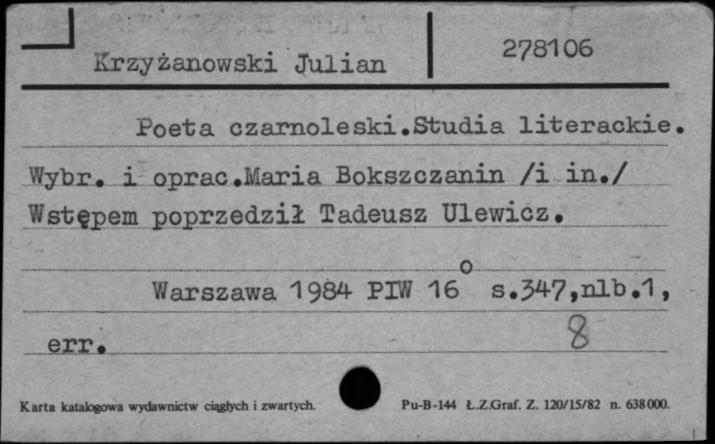 Krzyżanowski Julian
278106
Poeta czarnoleski.Studia literackie.
Wybr. i oprac.Maria Bokszczanin /i in./
Wstępem poprzedził Tadeusz Ulewicz.
Warszawa 1984 PIW 16o s.347,nlb.1,
err.
8
Karta katalogowa wydawnictw ciągłych i zwartych.
Pu-B-144 Ł.Z.Graf. Z. 120/15/82 n. 638000.